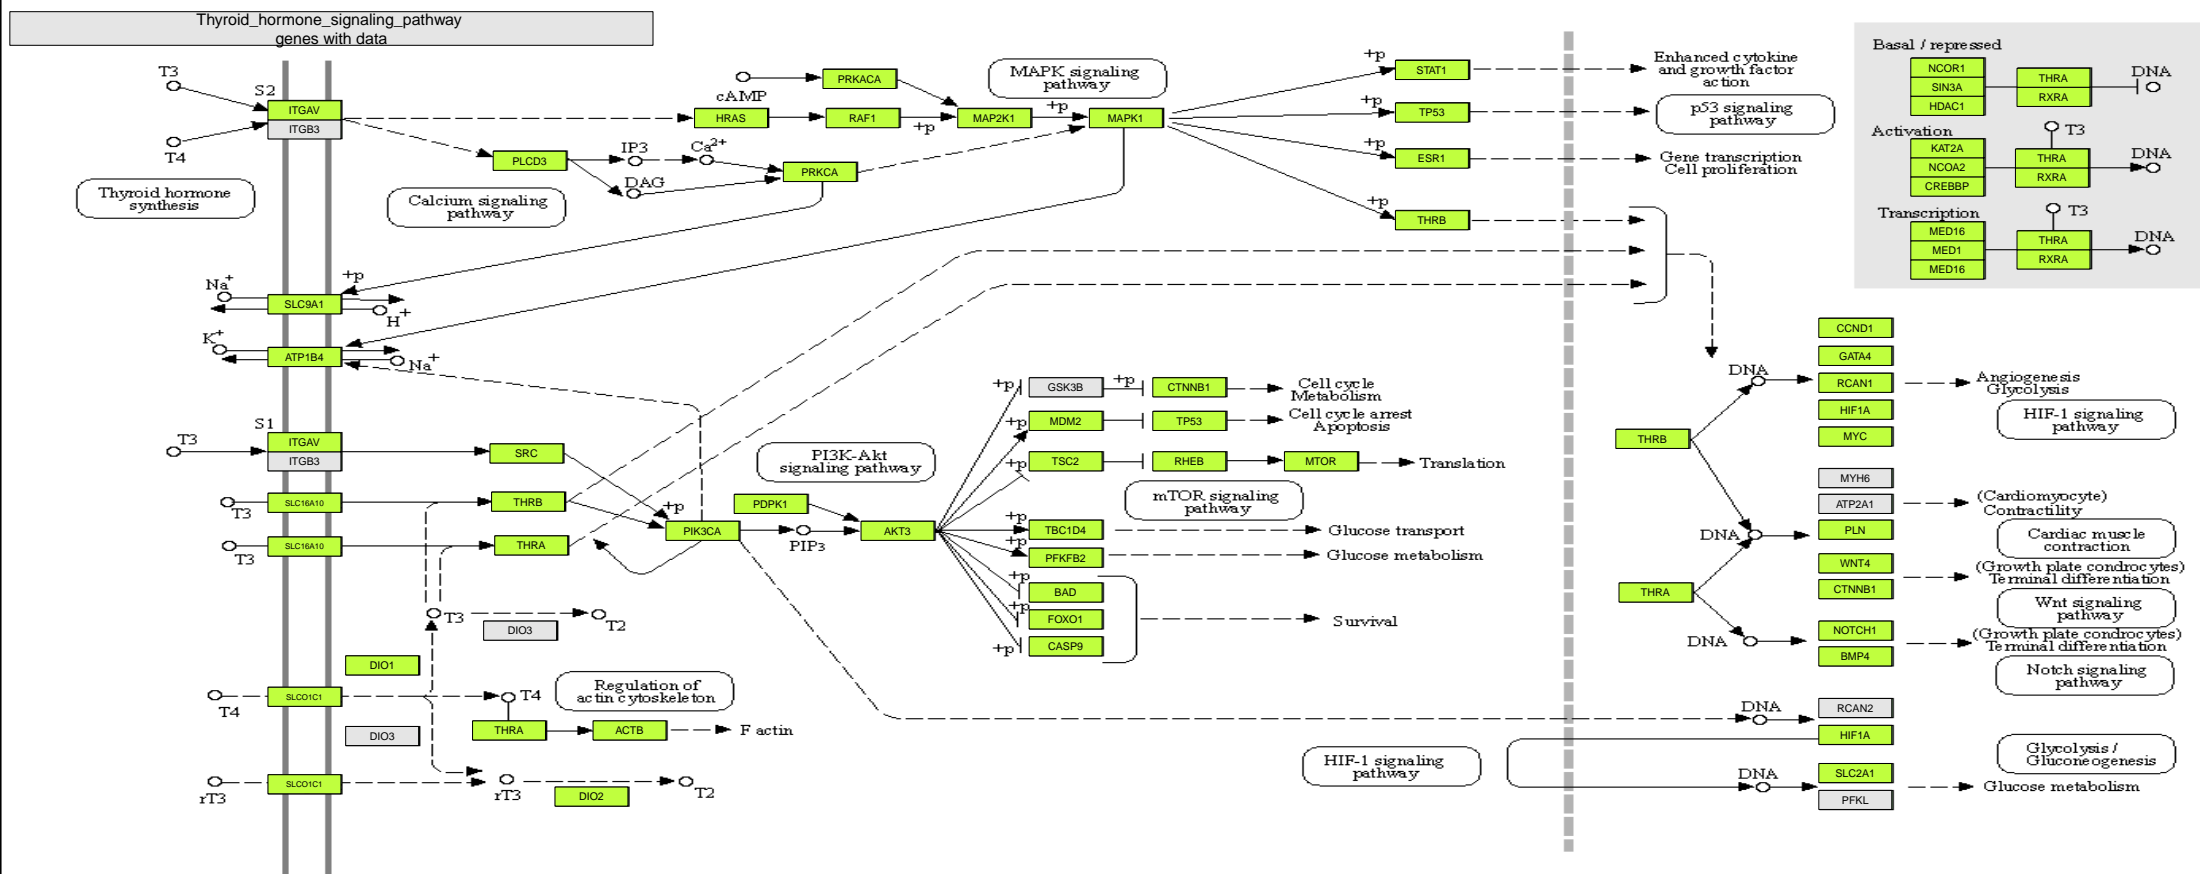 Thyroid_hormone_signaling_pathway
genes with data
T3
S2
ITGAV
ITGB3
T4
Thyroid hormone
synthesis
PRKACA
cAMP
HRAS
RAF1
+p
MAP2K1
+p
MAPK1
MAPK signaling
pathway
PLCD3
IP3
Ca2+
DAG
PRKCA
Calcium signaling
pathway
+p
STAT1
Enhanced cytokine
and growth factor
action
+p
TP53
p53 signaling
pathway
+p
ESR1
Gene transcription
Cell proliferation
+p
THRB
Basal / repressed
NCOR1
SIN3A
HDAC1
THRA
RXRA
DNA
Activation
KAT2A
NCOA2
CREBBP
T3
THRA
RXRA
DNA
Transcription
MED16
MED1
MED16
T3
THRA
RXRA
DNA
Na+
+p
SLC9A1
H+
K+
ATP1B4
Na+
S1
T3
ITGAV
ITGB3
SRC
SLC16A10
T3
THRB
SLC16A10
T3
THRA
+p
PIK3CA
PI3K-Akt
signaling pathway
PDPK1
PIP3
AKT3
+p
GSK3B
+p
CTNNB1
Cell cycle
Metabolism
+p
MDM2
TP53
Cell cycle arrest
Apoptosis
+p
TSC2
RHEB
MTOR
Translation
mTOR signaling
pathway
+p
TBC1D4
Glucose transport
+p
PFKFB2
Glucose metabolism
+p
BAD
+p
FOXO1
+p
CASP9
Survival
T3
DIO3
T2
DIO1
SLCO1C1
T4
T4
Regulation of
actin cytoskeleton
THRA
ACTB
F actin
DIO3
SLCO1C1
rT3
rT3
DIO2
T2
THRB
THRA
DNA
DNA
DNA
CCND1
GATA4
RCAN1
HIF1A
MYC
Angiogenesis
Glycolysis
HIF-1 signaling
pathway
MYH6
ATP2A1
PLN
(Cardiomyocyte)
Contractility
Cardiac muscle
contraction
WNT4
CTNNB1
(Growth plate condrocytes)
Terminal differentiation
Wnt signaling
pathway
NOTCH1
BMP4
(Growth plate condrocytes)
Terminal differentiation
Notch signaling
pathway
DNA
RCAN2
HIF1A
HIF-1 signaling
pathway
DNA
SLC2A1
PFKL
Glycolysis /
Gluconeogenesis
Glucose metabolism